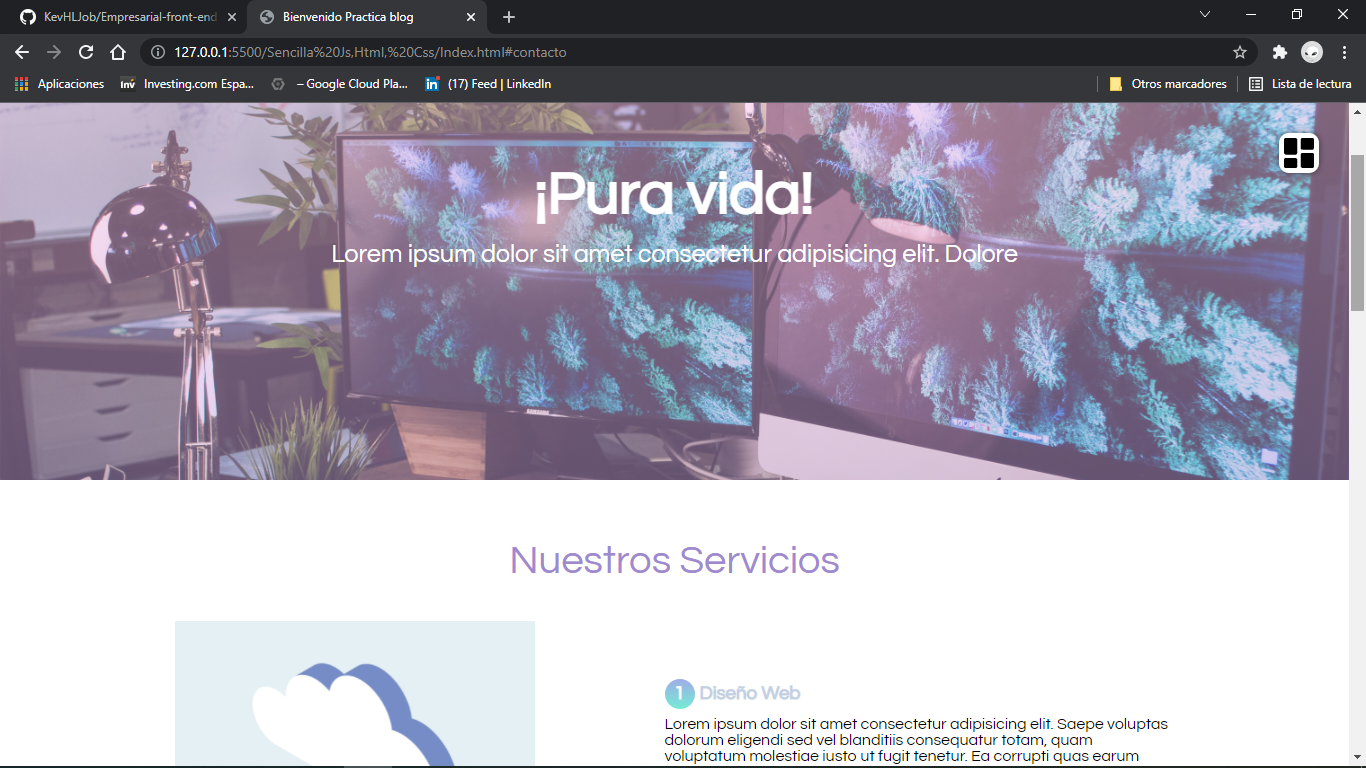 KevHLJob/Empresarial-front-end
Bienvenido Practica blog
127.0.0.1:5500/Sencilla%20Js,Html,%20Css/Index.html#contacto
Aplicaciones
Inv Investing.com Espa...
– Google Cloud Pla...
in (17) Feed | LinkedIn
Otros marcadores
Lista de lectura
¡Pura vida!
Lorem ipsum dolor sit amet consectetur adipisicing elit. Dolore
SAMSUNG
Nuestros Servicios
1 Diseño Web
Lorem ipsum dolor sit amet consectetur adipisicing elit. Saepe voluptas
dolorum eligendi sed vel blanditiis consequatur totam, quam
voluptatum molestiae iusto ut fugit tenetur. Ea corrupti quas earum